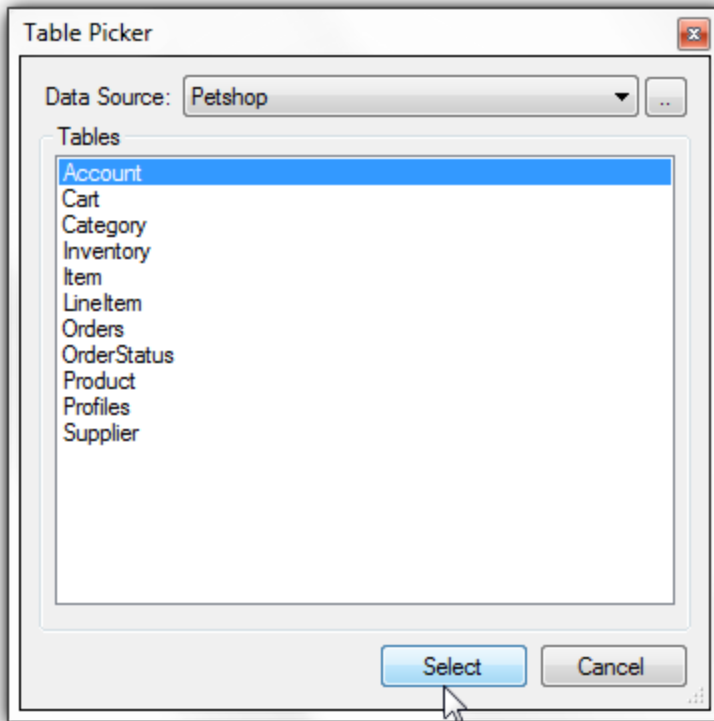 Table Picker
Data Source: Petshop ..
Tables
Account
Cart
Category
Inventory
Item
LineItem
Orders
OrderStatus
Product
Profiles
Supplier
Select Cancel